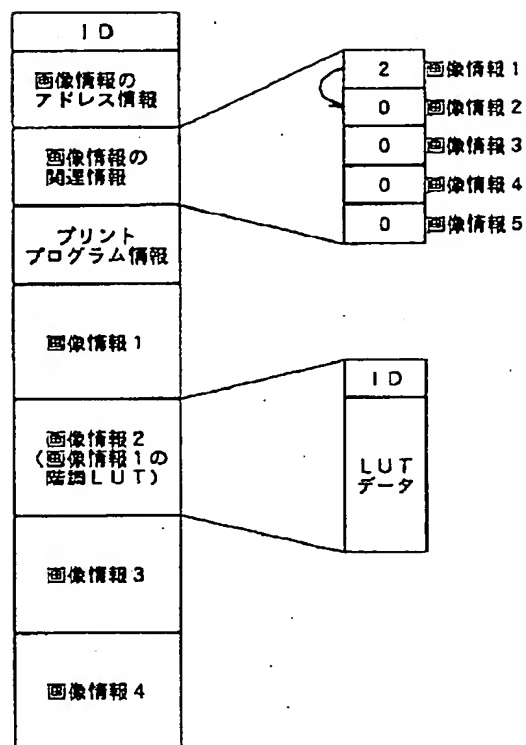 ID
画像情報の
アドレス情報
画像情報の
関連情報
プリント
プログラム情報
画像情報1
画像情報2
(画像情報1の
階調LUT)
画像情報3
画像情報4
2 画像情報1
0 画像情報2
0 画像情報3
0 画像情報4
0 画像情報5
ID
LUT
データ